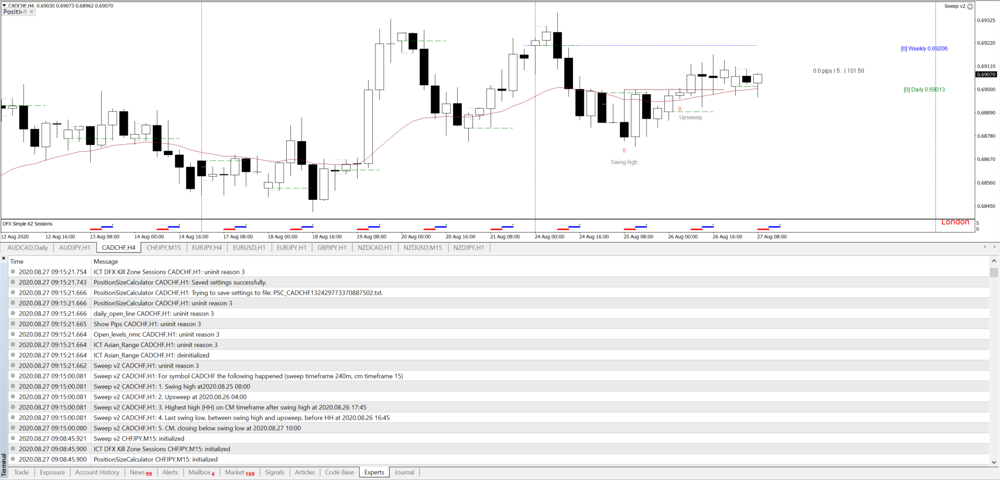 CADCHF,H4 0.69030 0.69073 0.68962 0.69070
Sweep v2
Positi
0.69325
0.69220
[0] Weekly 0.69206
0.69110
0.0 pips | 5.. | 101:58
0.69070
0.69000
[0] Daily 0.69013
0.68890
Upsweep
0.68780
0.68670
Swing high
0.68560
0.68450
DFX Simple KZ Sessions
London
5
0
12 Aug 2020 12 Aug 16:00 13 Aug 08:00 14 Aug 00:00 14 Aug 16:00 17 Aug 08:00 18 Aug 00:00 18 Aug 16:00 19 Aug 08:00 20 Aug 00:00 20 Aug 16:00 21 Aug 08:00 24 Aug 00:00 24 Aug 16:00 25 Aug 08:00 26 Aug 00:00 26 Aug 16:00 27 Aug 08:00
AUDCAD,Daily AUDJPY,H1 CADCHF,H4 CHFJPY,M15 EURJPY,H4 EURUSD,H1 EURJPY,H1 GBPJPY,H1 NZDCAD,H1 NZDUSD,M15 NZDJPY,H1
Time Message
2020.08.27 09:15:21.754 ICT DFX Kill Zone Sessions CADCHF,H1: uninit reason 3
2020.08.27 09:15:21.743 PositionSizeCalculator CADCHF,H1: Saved settings successfully.
2020.08.27 09:15:21.666 PositionSizeCalculator CADCHF,H1: Trying to save settings to file: PSC_CADCHF132429773370887502.txt.
2020.08.27 09:15:21.666 PositionSizeCalculator CADCHF,H1: uninit reason 3
2020.08.27 09:15:21.666 daily_open_line CADCHF,H1: uninit reason 3
2020.08.27 09:15:21.665 Show Pips CADCHF,H1: uninit reason 3
2020.08.27 09:15:21.664 Open_levels_nmc CADCHF,H1: uninit reason 3
2020.08.27 09:15:21.664 ICT Asian_Range CADCHF,H1: uninit reason 3
2020.08.27 09:15:21.664 ICT Asian_Range CADCHF,H1: deinitialized
2020.08.27 09:15:21.662 Sweep v2 CADCHF,H1: uninit reason 3
2020.08.27 09:15:00.081 Sweep v2 CADCHF,H1: For symbol CADCHF the following happened (sweep timeframe 240m, cm timeframe 15)
2020.08.27 09:15:00.081 Sweep v2 CADCHF,H1: 1. Swing high at2020.08.25 08:00
2020.08.27 09:15:00.081 Sweep v2 CADCHF,H1: 2. Upsweep at 2020.08.26 04:00
2020.08.27 09:15:00.081 Sweep v2 CADCHF,H1: 3. Highest high (HH) on CM timeframe after swing high at 2020.08.26 17:45
2020.08.27 09:15:00.081 Sweep v2 CADCHF,H1: 4. Last swing low, between swing high and upsweep, before HH at 2020.08.26 16:45
2020.08.27 09:15:00.080 Sweep v2 CADCHF,H1: 5. CM, closing below swing low at 2020.08.27 10:00
2020.08.27 09:08:45.921 Sweep v2 CHFJPY,M15: initialized
2020.08.27 09:08:45.900 ICT DFX Kill Zone Sessions CHFJPY,M15: initialized
2020.08.27 09:08:45.900 PositionSizeCalculator CHFJPY,M15: initialized
Terminal
Trade Exposure Account History News 99 Alerts Mailbox 4 Market 169 Signals Articles Code Base Experts Journal